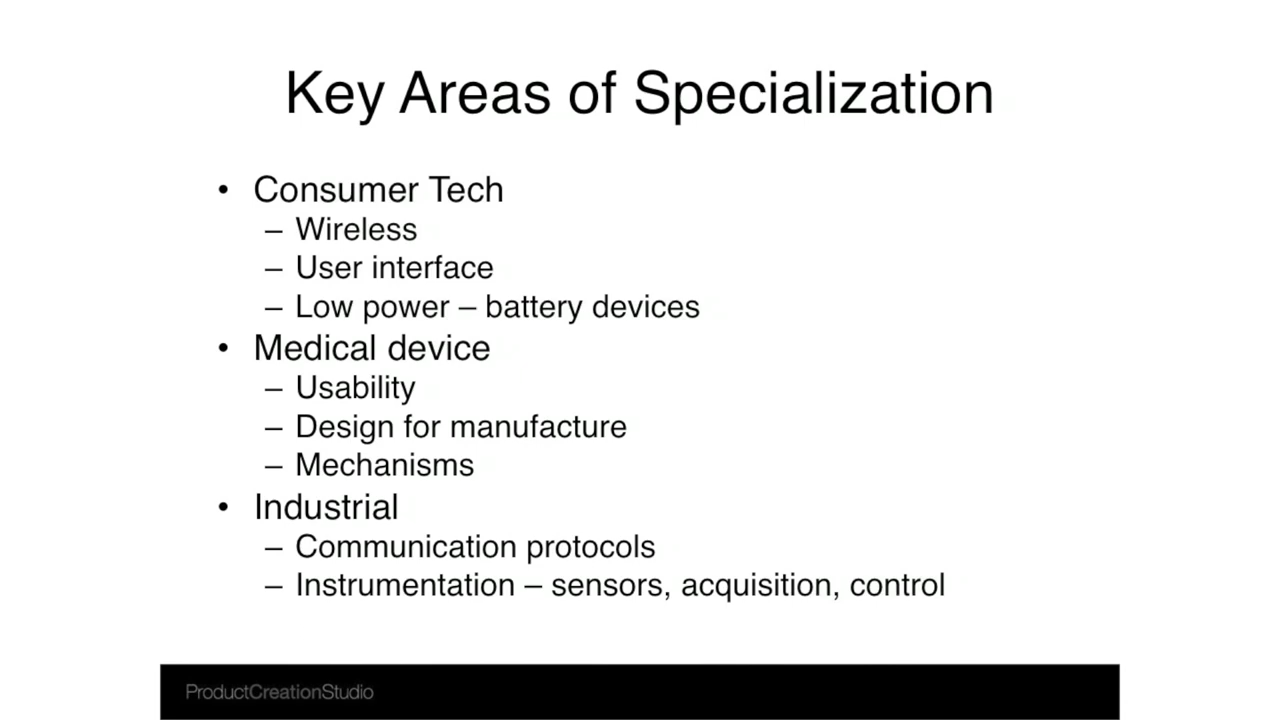 Key Areas of Specialization
• Consumer Tech
– Wireless
– User interface
– Low power – battery devices
• Medical device
– Usability
– Design for manufacture
– Mechanisms
• Industrial
– Communication protocols
– Instrumentation – sensors, acquisition, control
ProductCreationStudio